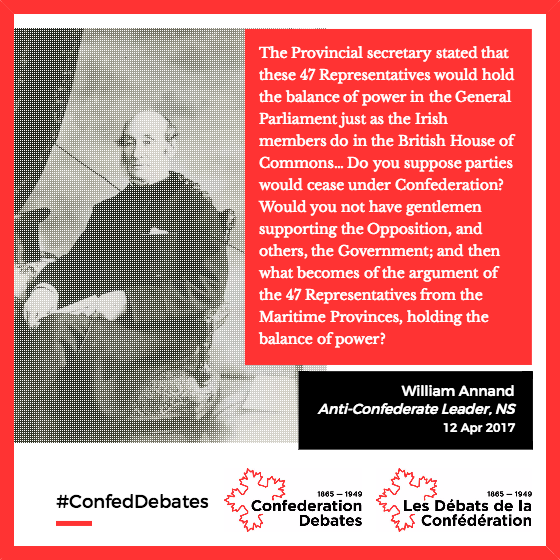 The Provincial secretary stated that
these 47 Representatives would hold
the balance of power in the General
Parliament just as the Irish
members do in the British House of
Commons... Do you suppose parties
would cease under Confederation?
Would you not have gentlemen
supporting the Opposition, and
others, the Government; and then
what becomes of the argument of
the 47 Representatives from the
Maritime Provinces, holding the
balance of power?
William Annand
Anti-Confederate Leader, NS
12 Apr 2017
#ConfedDebates
1865 — 1949
Confederation
Debates
1865 — 1949
Les Débats de la
Confédération